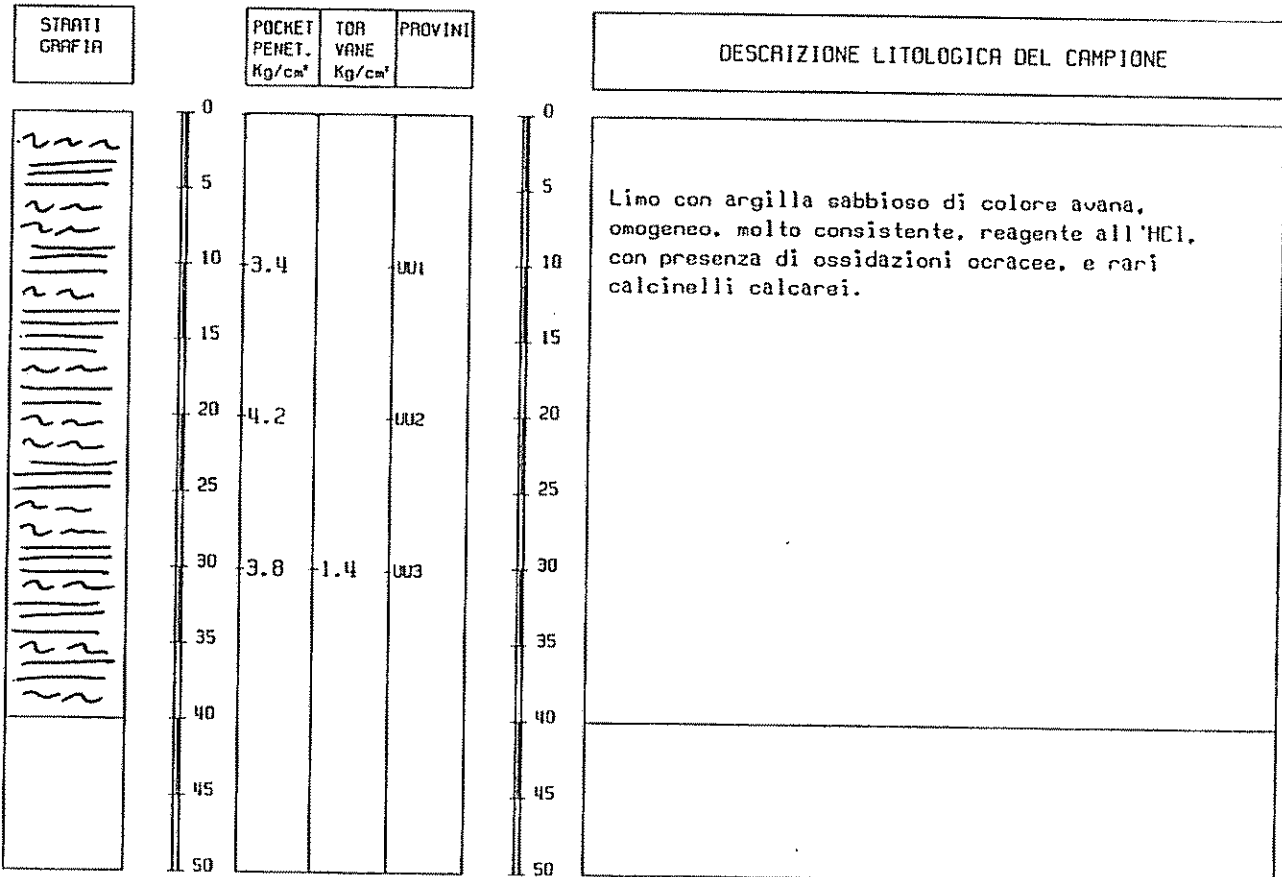 STRATI
GRAFIA
POCKET
PENET.
Kg/cm²
TOR
VANE
Kg/cm²
PROVINI
DESCRIZIONE LITOLOGICA DEL CAMPIONE
0
5
10
15
20
25
30
35
40
45
50
3.4
UU1
4.2
UU2
3.8
1.4
UU3
0
5
10
15
20
25
30
35
40
45
50
Limo con argilla sabbioso di colore avana,
omogeneo, molto consistente, reagente all'HCl,
con presenza di ossidazioni ocracee, e rari
calcinelli calcarei.